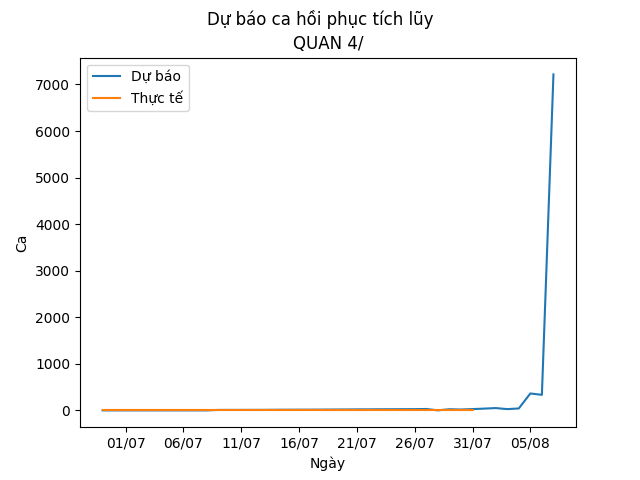 Dự báo ca hồi phục tích lũy
QUAN 4/
Dự báo
Thực tế
7000
6000
5000
4000
3000
2000
1000
0
Ca
01/07 06/07 11/07 16/07 21/07 26/07 31/07 05/08
Ngày